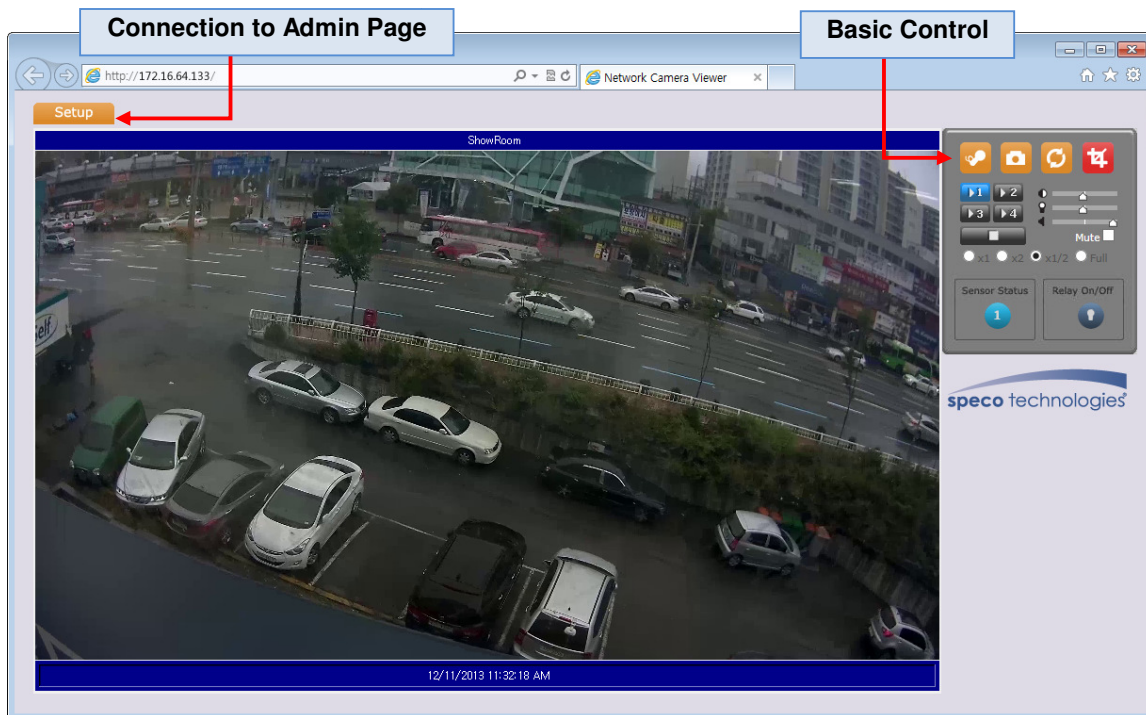 Connection to Admin Page
Basic Control
http://172.16.64.133/
Network Camera Viewer
Setup
ShowRoom
1
2
3
4
Mute
x1 x2 x1/2 Full
Sensor Status
Relay On/Off
1
speco technologies
elf
12/11/2013 11:32:18 AM